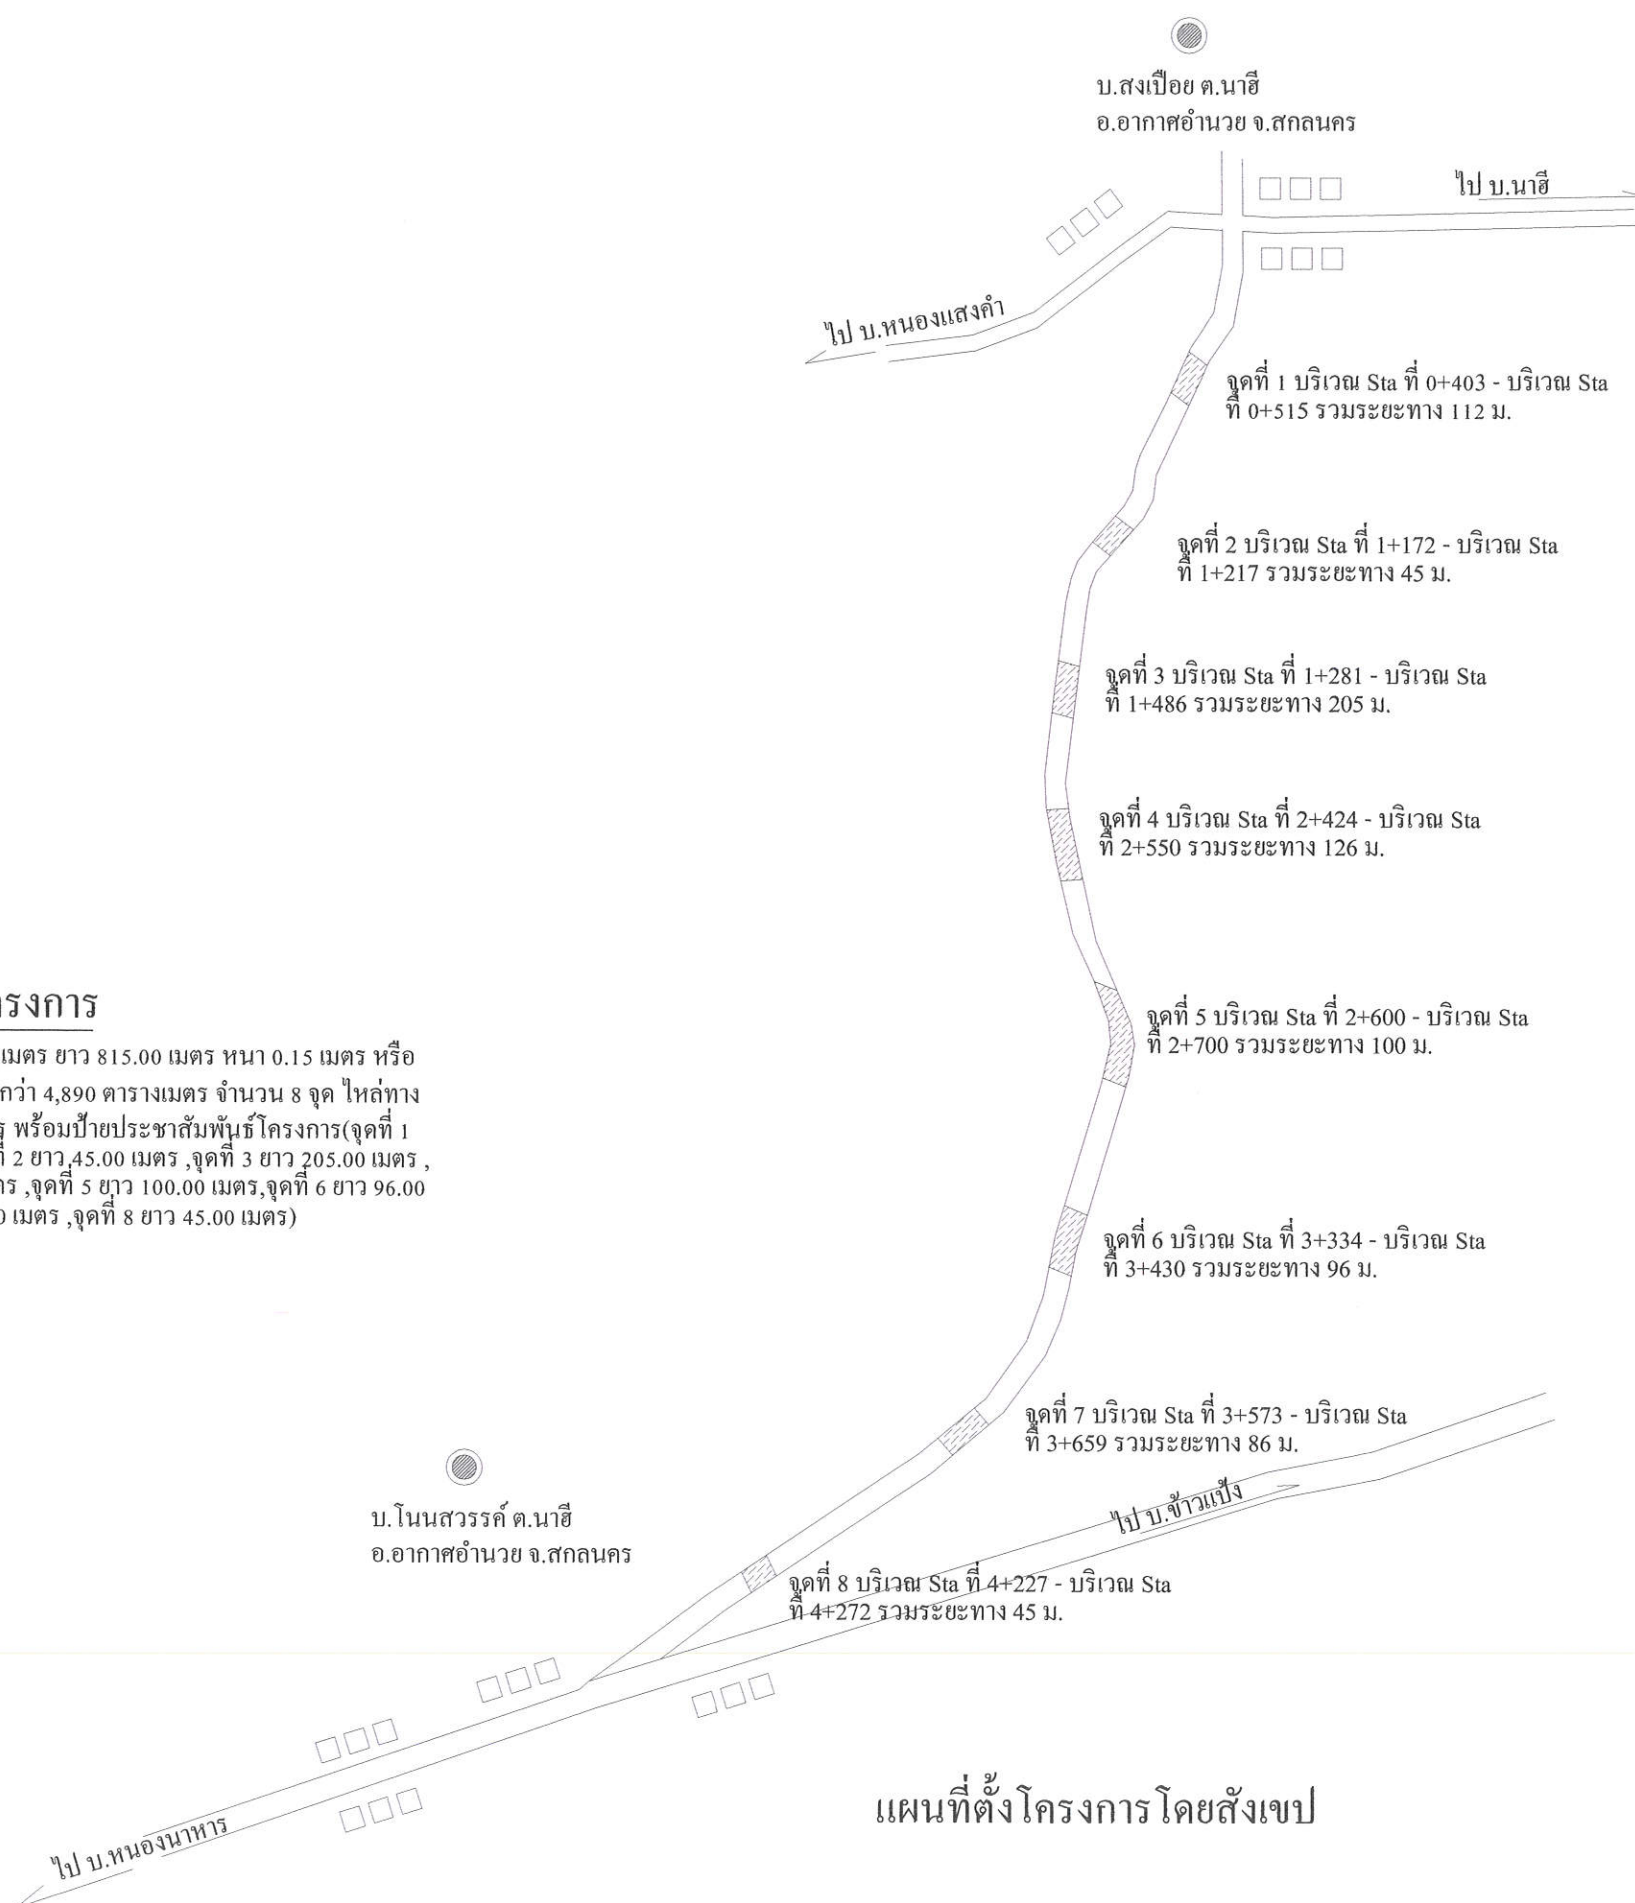 บ.สงเปือย ต.นาฮี
อ.อากาศอำนวย จ.สกลนคร
ไป บ.นาฮี
ไป บ.หนองแสงคำ
จุดที่ 1 บริเวณ Sta ที่ 0+403 - บริเวณ Sta
ที่ 0+515 รวมระยะทาง 112 ม.
จุดที่ 2 บริเวณ Sta ที่ 1+172 - บริเวณ Sta
ที่ 1+217 รวมระยะทาง 45 ม.
จุดที่ 3 บริเวณ Sta ที่ 1+281 - บริเวณ Sta
ที่ 1+486 รวมระยะทาง 205 ม.
จุดที่ 4 บริเวณ Sta ที่ 2+424 - บริเวณ Sta
ที่ 2+550 รวมระยะทาง 126 ม.
จุดที่ 5 บริเวณ Sta ที่ 2+600 - บริเวณ Sta
ที่ 2+700 รวมระยะทาง 100 ม.
รงการ
เมตร ยาว 815.00 เมตร หนา 0.15 เมตร หรือ
กว่า 4,890 ตารางเมตร จำนวน 8 จุด ไหล่ทาง
พร้อมป้ายประชาสัมพันธ์โครงการ(จุดที่ 1
ที่ 2 ยาว 45.00 เมตร ,จุดที่ 3 ยาว 205.00 เมตร ,
ตร ,จุดที่ 5 ยาว 100.00 เมตร,จุดที่ 6 ยาว 96.00
0 เมตร ,จุดที่ 8 ยาว 45.00 เมตร)
จุดที่ 6 บริเวณ Sta ที่ 3+334 - บริเวณ Sta
ที่ 3+430 รวมระยะทาง 96 ม.
จุดที่ 7 บริเวณ Sta ที่ 3+573 - บริเวณ Sta
ที่ 3+659 รวมระยะทาง 86 ม.
ไป บ.ข้าวแป้ง
บ.โนนสวรรค์ ต.นาฮี
อ.อากาศอำนวย จ.สกลนคร
จุดที่ 8 บริเวณ Sta ที่ 4+227 - บริเวณ Sta
ที่ 4+272 รวมระยะทาง 45 ม.
ไป บ.หนองนาหาร
แผนที่ตั้งโครงการโดยสังเขป